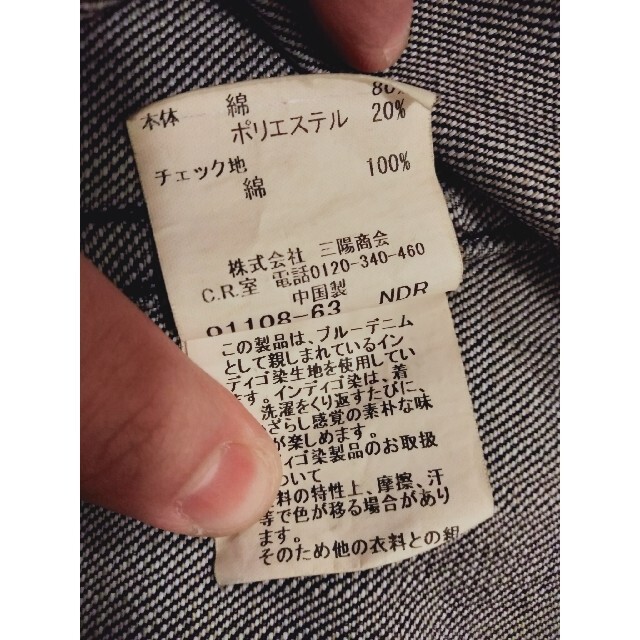 本体 綿 80%
ポリエステル 20%
チェック地
綿 100%
株式会社 三陽商会
C.R.室 電話0120-340-460
中国製
91108-63 NDR
この製品は、ブルーデニム
として親しまれているイン
ディゴ染生地を使用してい
ます。インディゴ染は、着
洗濯をくり返すたびに、
ざらし感覚の素朴な味
が楽しめます。
ィゴ染製品のお取扱
ついて
料の特性上、摩擦、汗
等で色が移る場合があり
ます。
そのため他の衣料との組